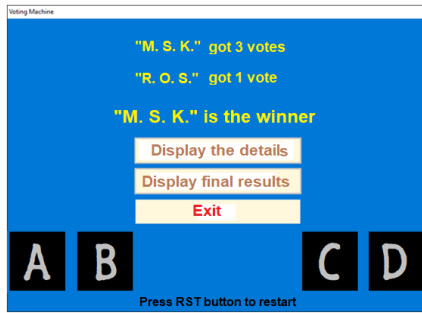 Voting Machine
"M. S. K." got 3 votes
"R. O. S." got 1 vote
"M. S. K." is the winner
Display the details
Display final results
Exit
A B C D
Press RST button to restart